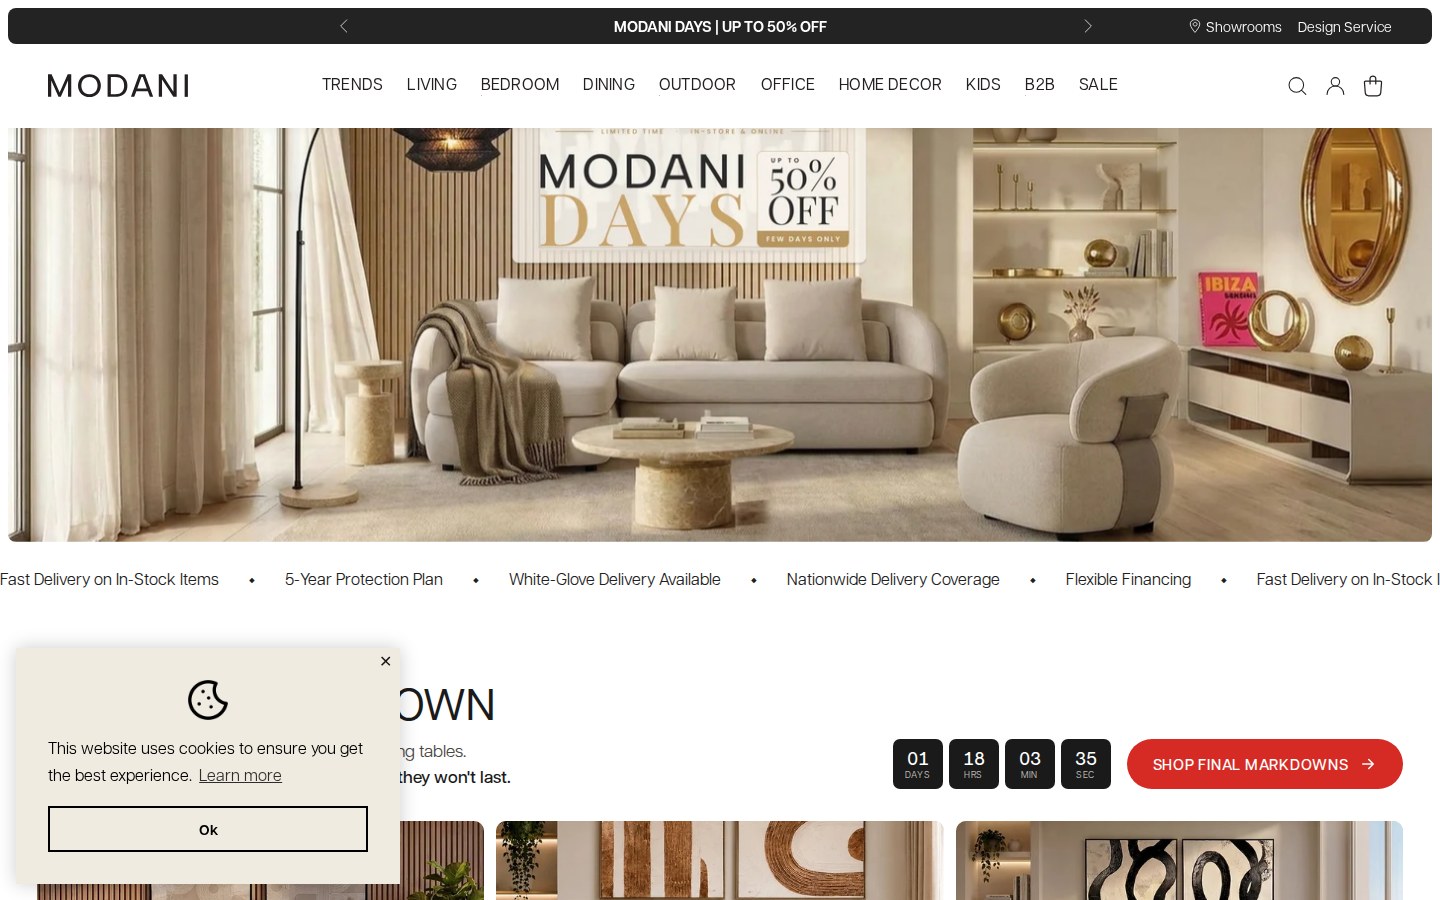 MODANI DAYS | UP TO 50% OFF
Showrooms
Design Service
MODANI
TRENDS
LIVING
BEDROOM
DINING
OUTDOOR
OFFICE
HOME DECOR
KIDS
B2B
SALE
LIMITED TIME
IN-STORE & ONLINE
MODANI
DAYS
UP TO
50%
OFF
FEW DAYS ONLY
IBIZA
Fast Delivery on In-Stock Items
5-Year Protection Plan
White-Glove Delivery Available
Nationwide Delivery Coverage
Flexible Financing
Fast Delivery on In-Stock I
OWN
ng tables.
they won't last.
01
DAYS
18
HRS
03
MIN
35
SEC
SHOP FINAL MARKDOWNS
×
This website uses cookies to ensure you get
the best experience. Learn more
Ok